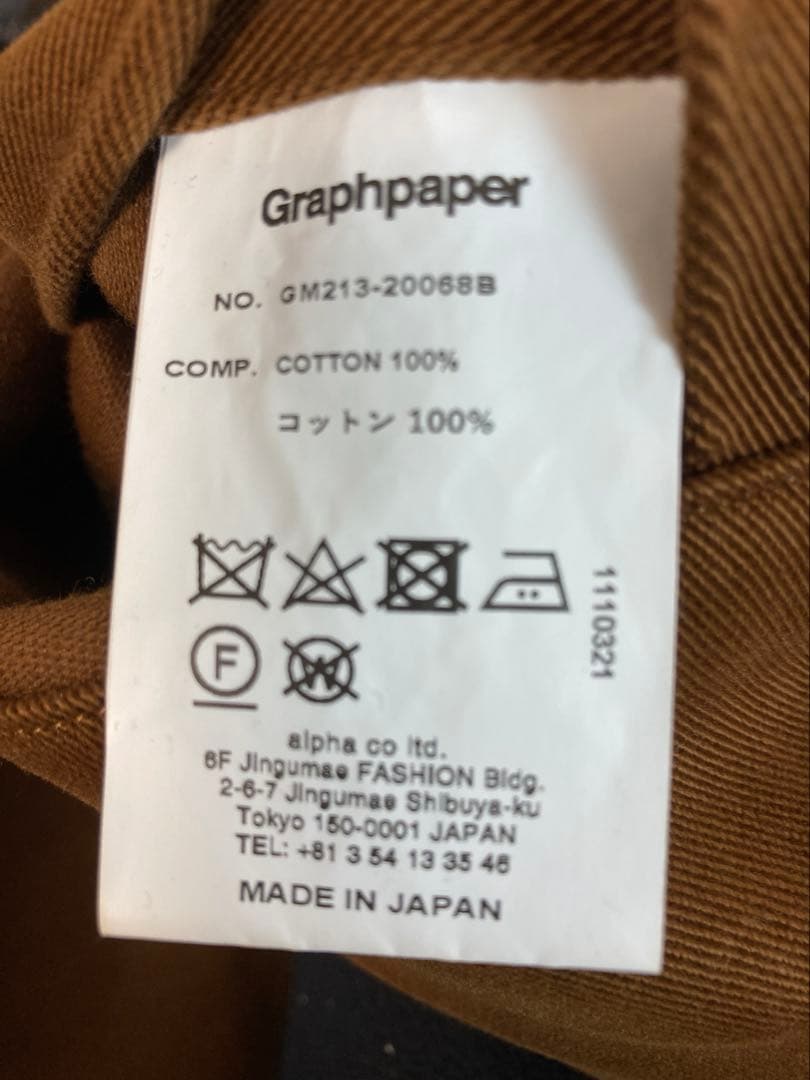 Graphpaper
NO. GM213-20068B
COMP. COTTON 100%
コットン 100%
F
W
1110321
alpha co ltd.
6F Jingumae FASHION Bldg.
2-6-7 Jingumae Shibuya-ku
Tokyo 150-0001 JAPAN
TEL: +81 3 54 13 35 46
MADE IN JAPAN